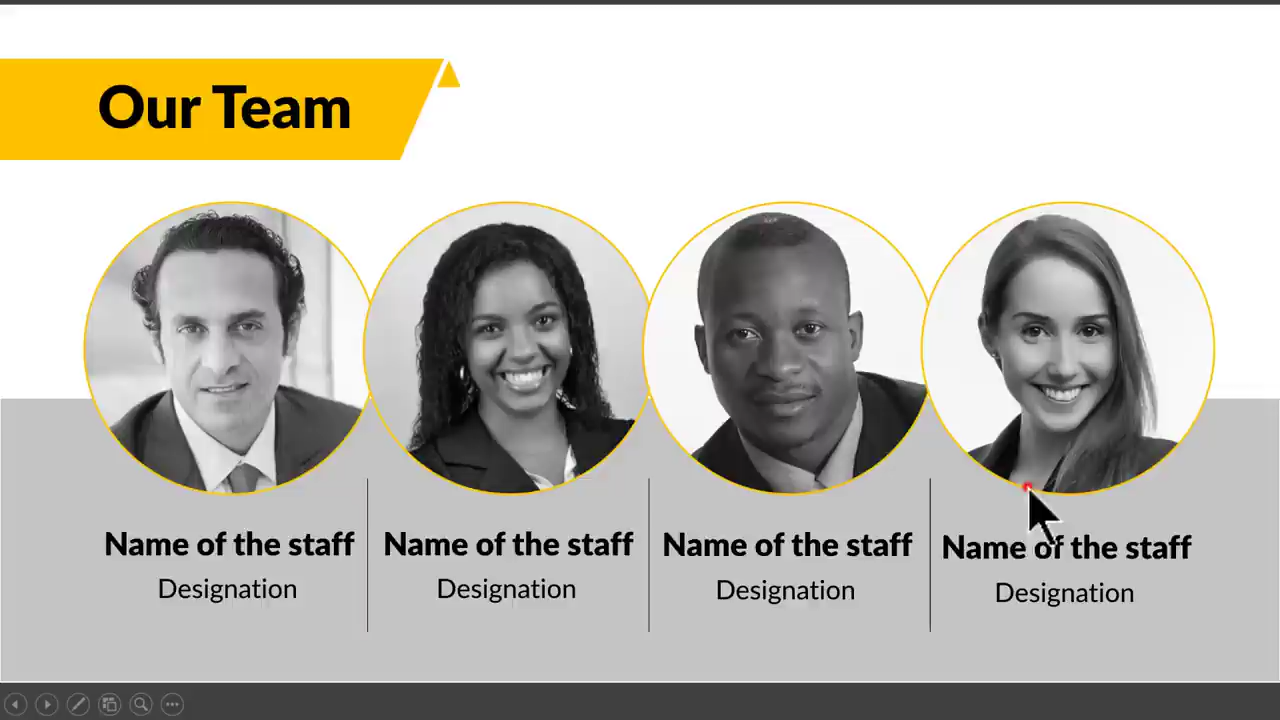 Our Team
Name of the staff
Designation
Name of the staff
Designation
Name of the staff
Designation
Name of the staff
Designation